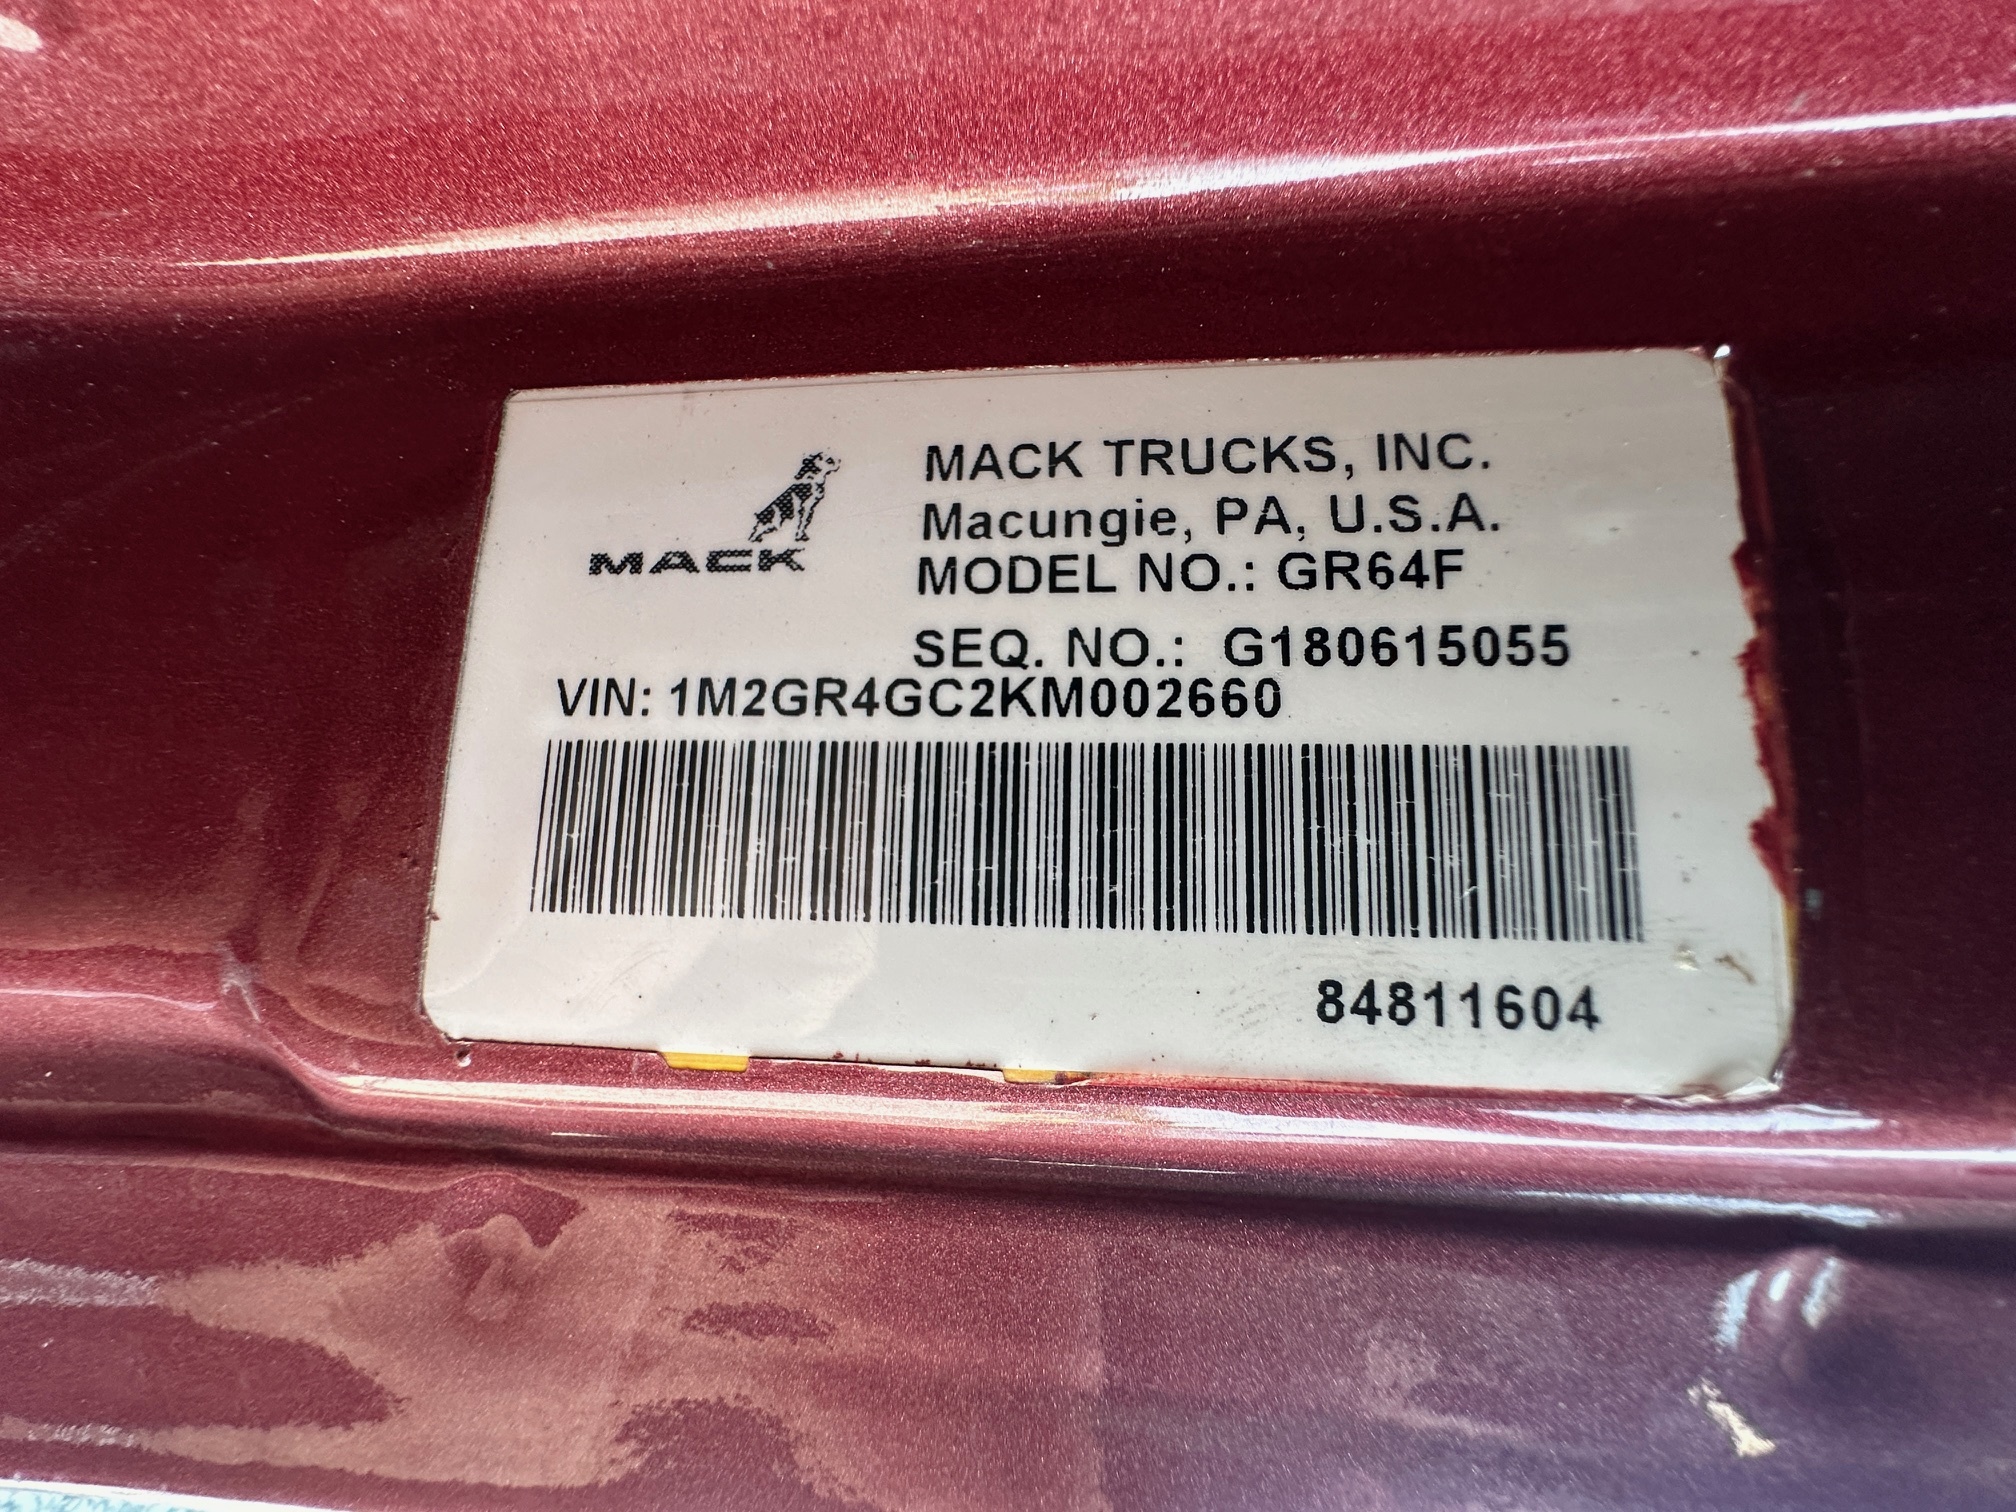 MACK
MACK TRUCKS, INC.
Macungie, PA, U.S.A.
MODEL NO.: GR64F
SEQ. NO.: G180615055
VIN: 1M2GR4GC2KM002660
84811604